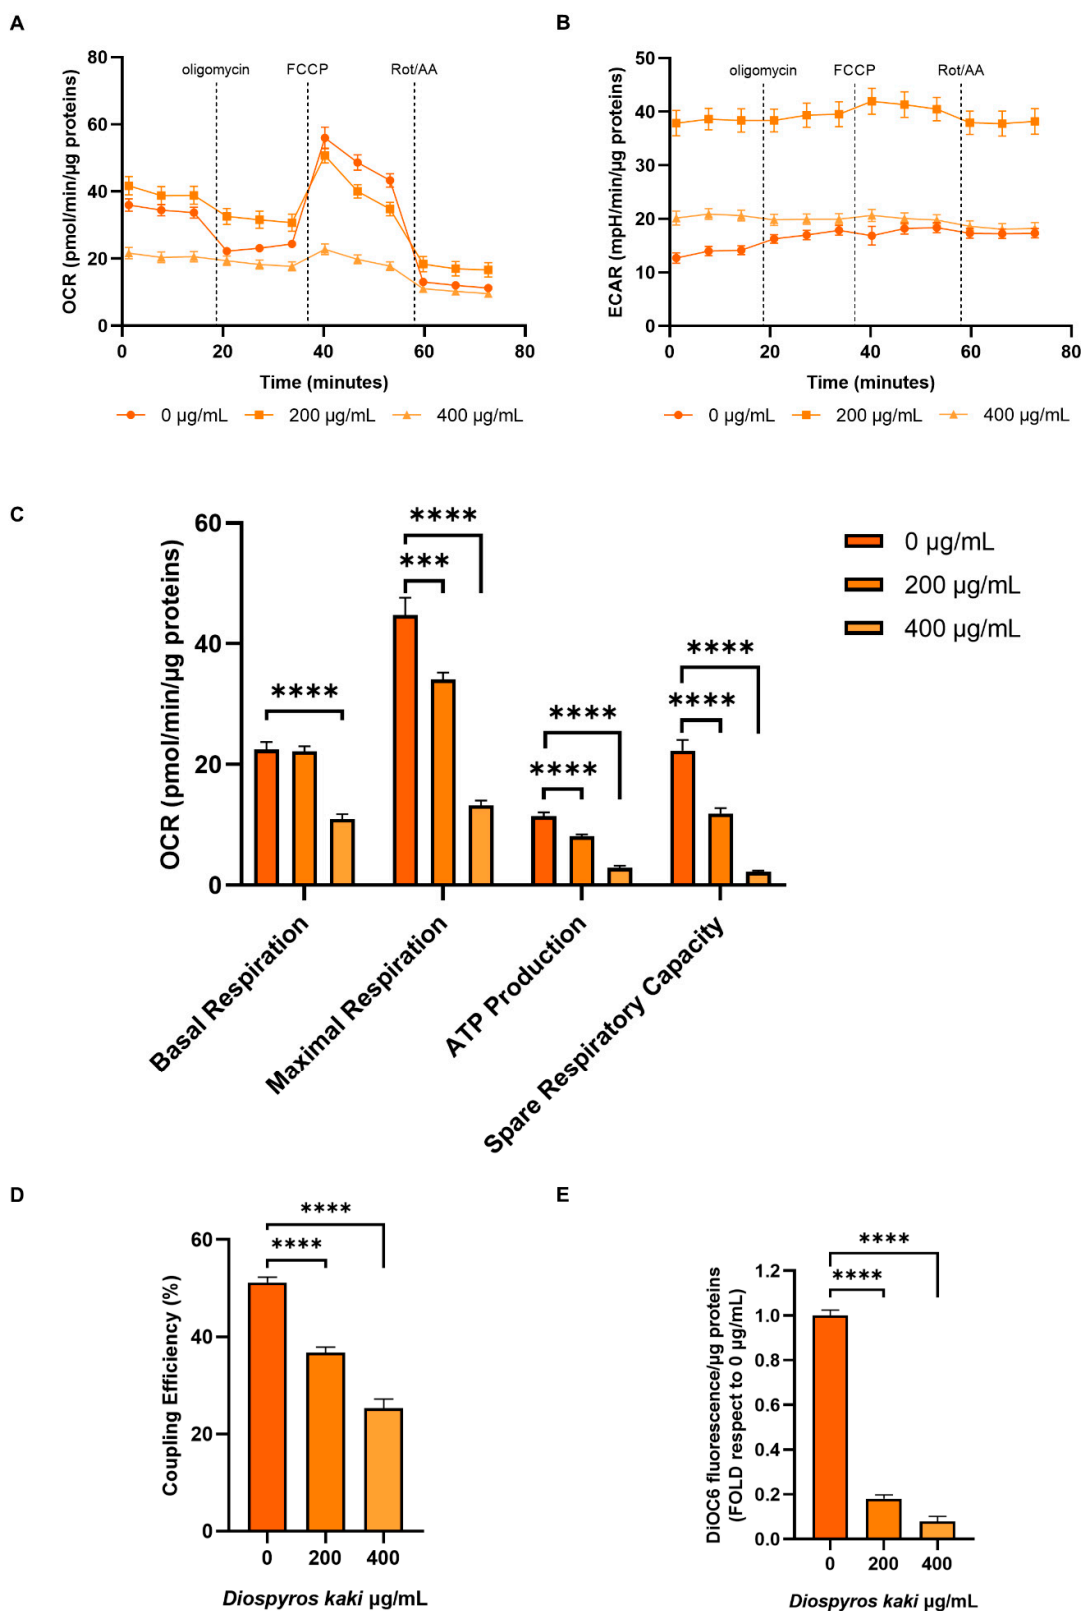 A
OCR (pmol/min/µg proteins)
80
60
40
20
0
oligomycin FCCP Rot/AA
0 20 40 60 80
Time (minutes)
0 µg/mL 200 µg/mL 400 µg/mL
B
ECAR (mpH/min/µg proteins)
50
40
30
20
10
0
oligomycin FCCP Rot/AA
0 20 40 60 80
Time (minutes)
0 µg/mL 200 µg/mL 400 µg/mL
C
OCR (pmol/min/µg proteins)
60
40
20
0
****
****
***
****
****
****
****
0 µg/mL
200 µg/mL
400 µg/mL
Basal Respiration
Maximal Respiration
ATP Production
Spare Respiratory Capacity
D
Coupling Efficiency (%)
60
40
20
0
****
****
0 200 400
Diospyros kaki µg/mL
E
DiOC6 fluorescence/µg proteins
(FOLD respect to 0 µg/mL)
1.2
1.0
0.8
0.6
0.4
0.2
0.0
****
****
0 200 400
Diospyros kaki µg/mL